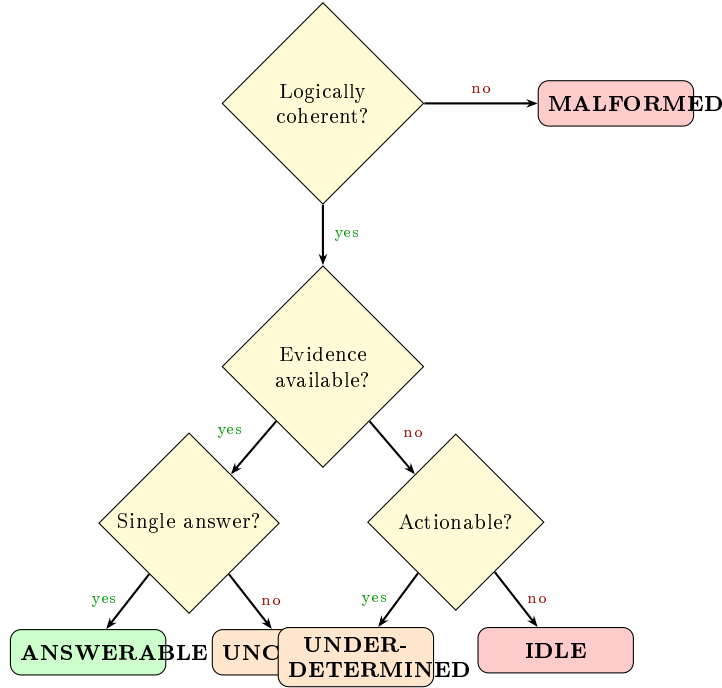 Logically
coherent?
no
MALFORMED
yes
Evidence
available?
yes
no
Single answer?
Actionable?
yes
no
yes
no
ANSWERABLE
UNC
UNDER-
DETERMINED
IDLE